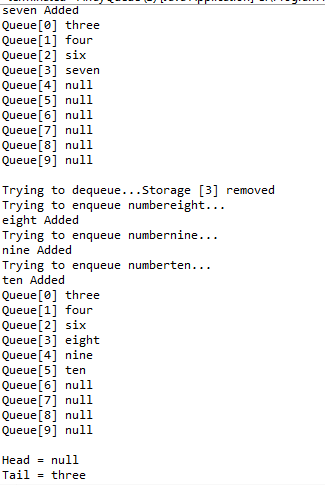 seven Added
Queue[0] three
Queue[1] four
Queue[2] six
Queue[3] seven
Queue[4] null
Queue[5] null
Queue[6] null
Queue[7] null
Queue[8] null
Queue[9] null
Trying to dequeue...Storage [3] removed
Trying to enqueue numbereight...
eight Added
Trying to enqueue numbernine...
nine Added
Trying to enqueue numberten...
ten Added
Queue[0] three
Queue[1] four
Queue[2] six
Queue[3] eight
Queue[4] nine
Queue[5] ten
Queue[6] null
Queue[7] null
Queue[8] null
Queue[9] null
Head = null
Tail = three